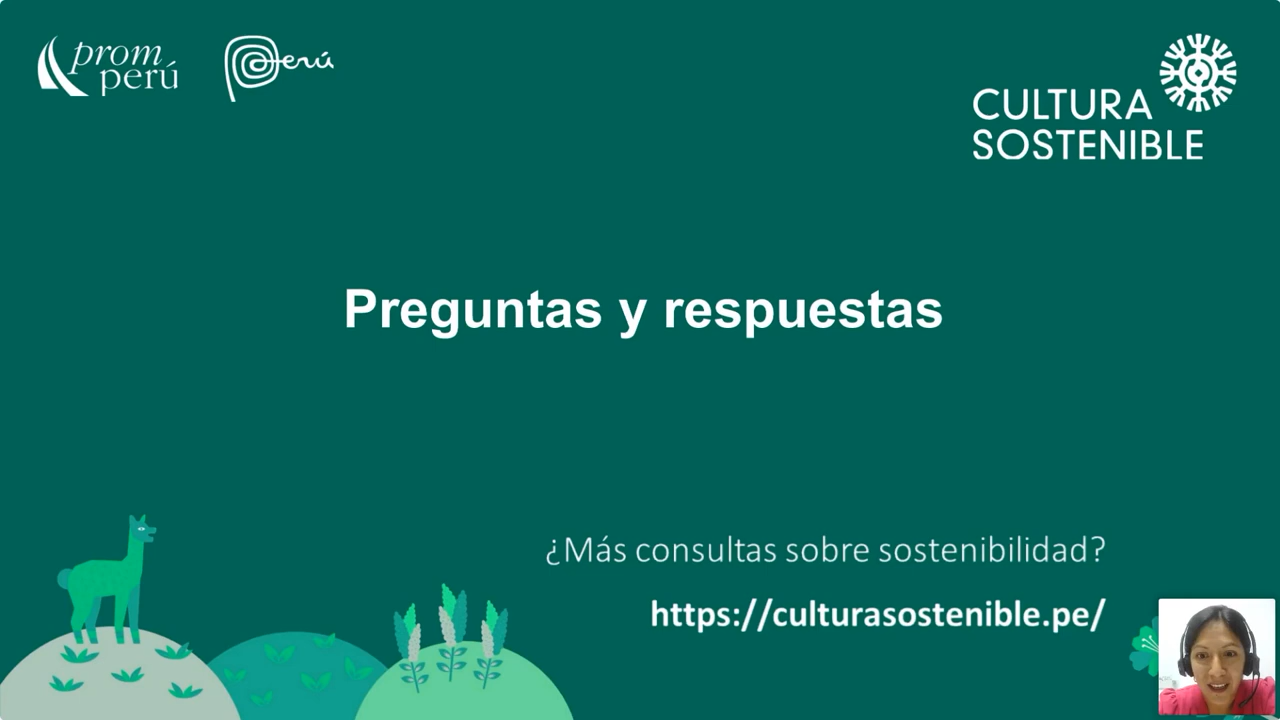 prom
perú
Perú
CULTURA
SOSTENIBLE
Preguntas y respuestas
¿Más consultas sobre sostenibilidad?
https://culturasostenible.pe/